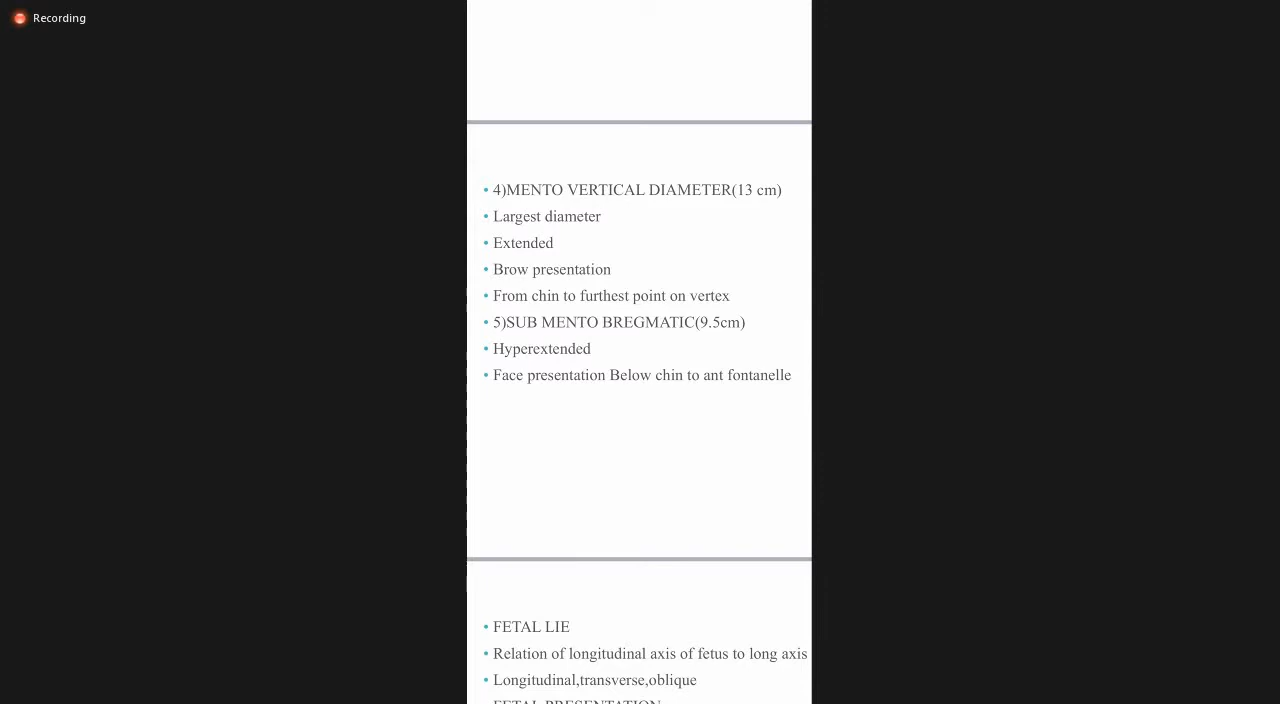 Recording
• 4)MENTO VERTICAL DIAMETER(13 cm)
• Largest diameter
• Extended
• Brow presentation
• From chin to furthest point on vertex
• 5)SUB MENTO BREGMATIC(9.5cm)
• Hyperextended
• Face presentation Below chin to ant fontanelle
• FETAL LIE
• Relation of longitudinal axis of fetus to long axis
• Longitudinal,transverse,oblique
• FETAL PRESENTATION